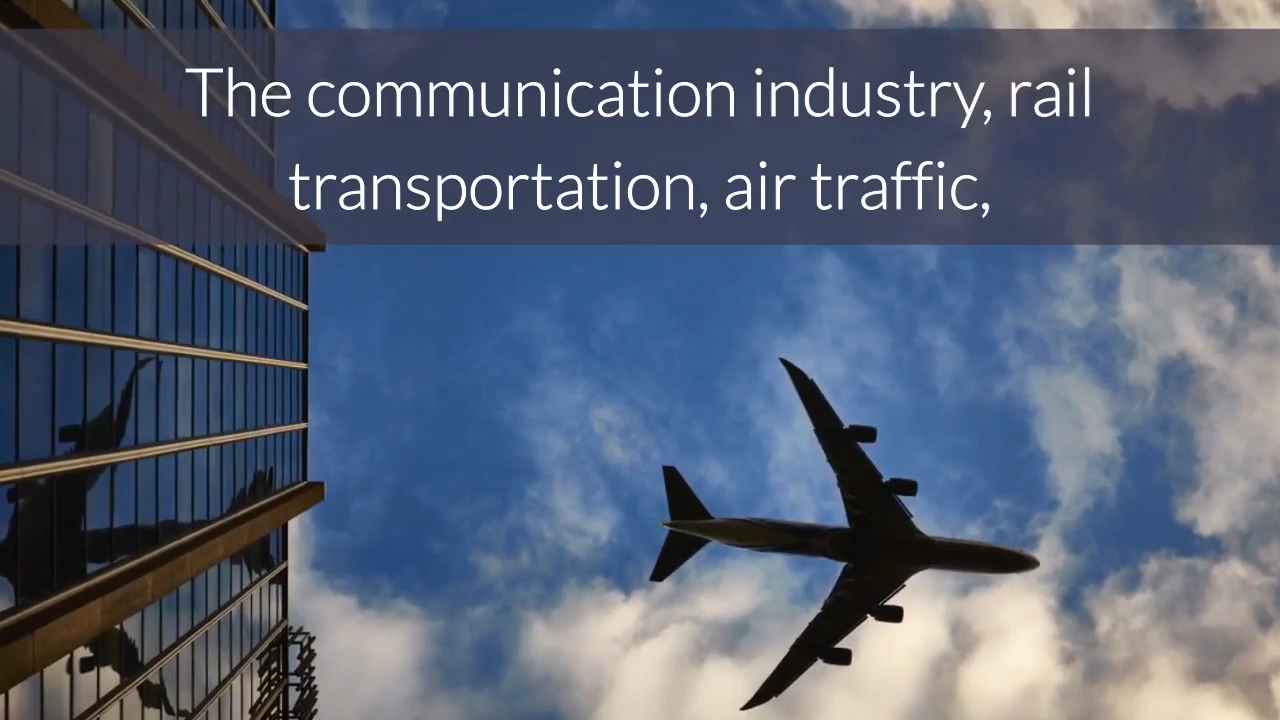 The communication industry, rail
transportation, air traffic,